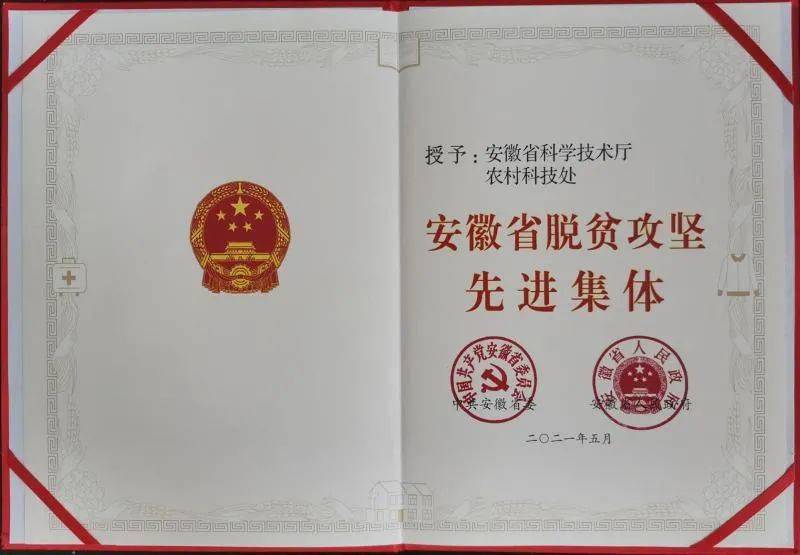 授予：安徽省科学技术厅
农村科技处
安徽省脱贫攻坚
先进集体
中国共产党安徽省委员会
安徽省人民政府
中共安徽省委
安徽省人民政府
二〇二一年五月